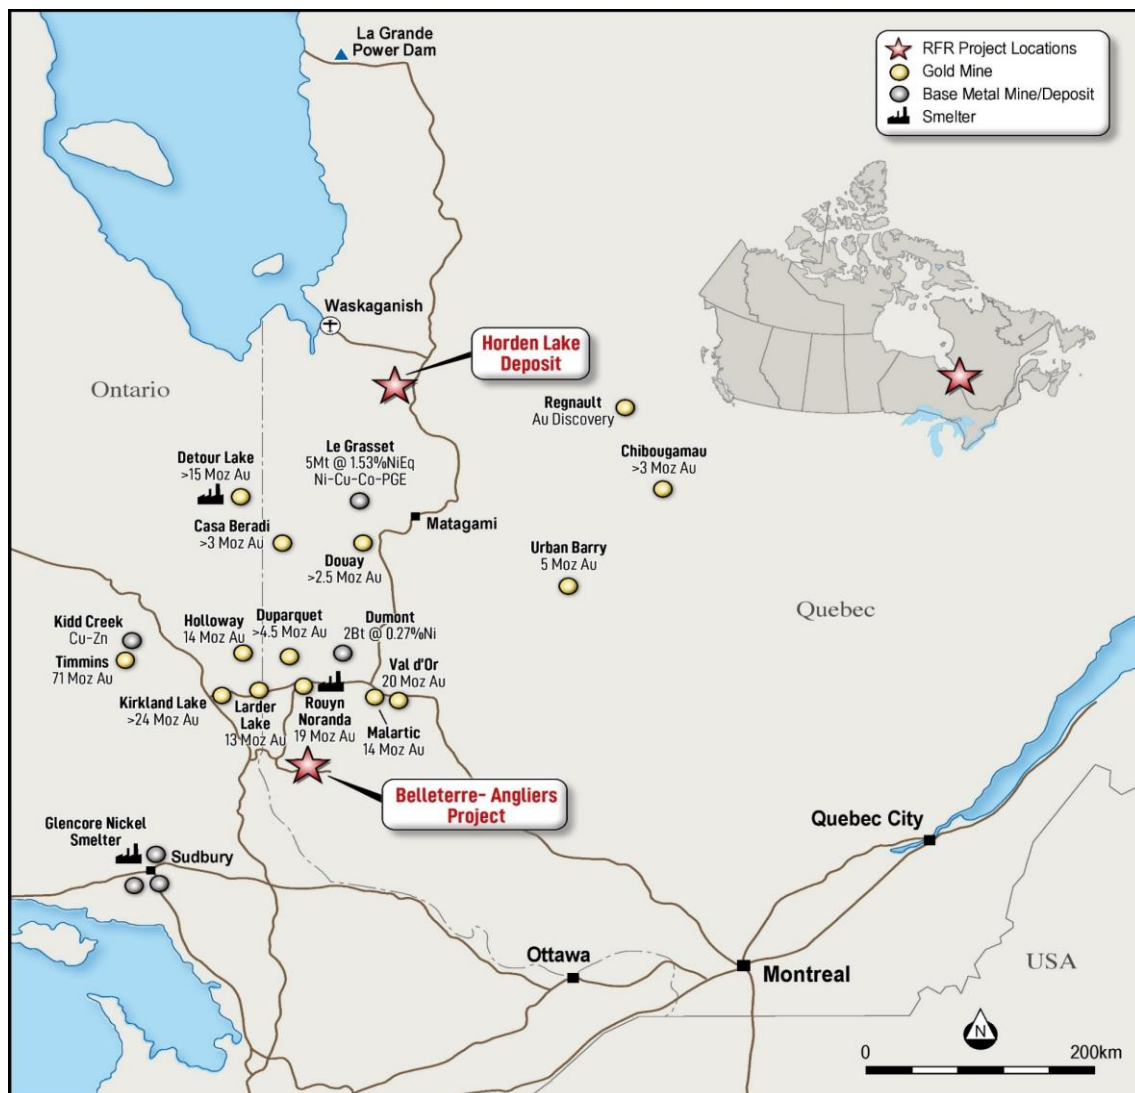 La Grande
Power Dam
RFR Project Locations
Gold Mine
Base Metal Mine/Deposit
Smelter
Waskaganish
Horden Lake
Deposit
Ontario
Regnault
Au Discovery
Chibougamau
>3 Moz Au
Le Grasset
5Mt @ 1.53%NiEq
Ni-Cu-Co-PGE
Detour Lake
>15 Moz Au
Matagami
Casa Beradi
>3 Moz Au
Douay
>2.5 Moz Au
Urban Barry
5 Moz Au
Quebec
Kidd Creek
Cu-Zn
Timmins
71 Moz Au
Holloway
14 Moz Au
Duparquet
>4.5 Moz Au
Dumont
2Bt @ 0.27%Ni
Val d'Or
20 Moz Au
Kirkland Lake
>24 Moz Au
Larder
Lake
13 Moz Au
Rouyn
Noranda
19 Moz Au
Malartic
14 Moz Au
Belleterre- Angliers
Project
Glencore Nickel
Smelter
Sudbury
Quebec City
Ottawa
Montreal
USA
N
0 200km